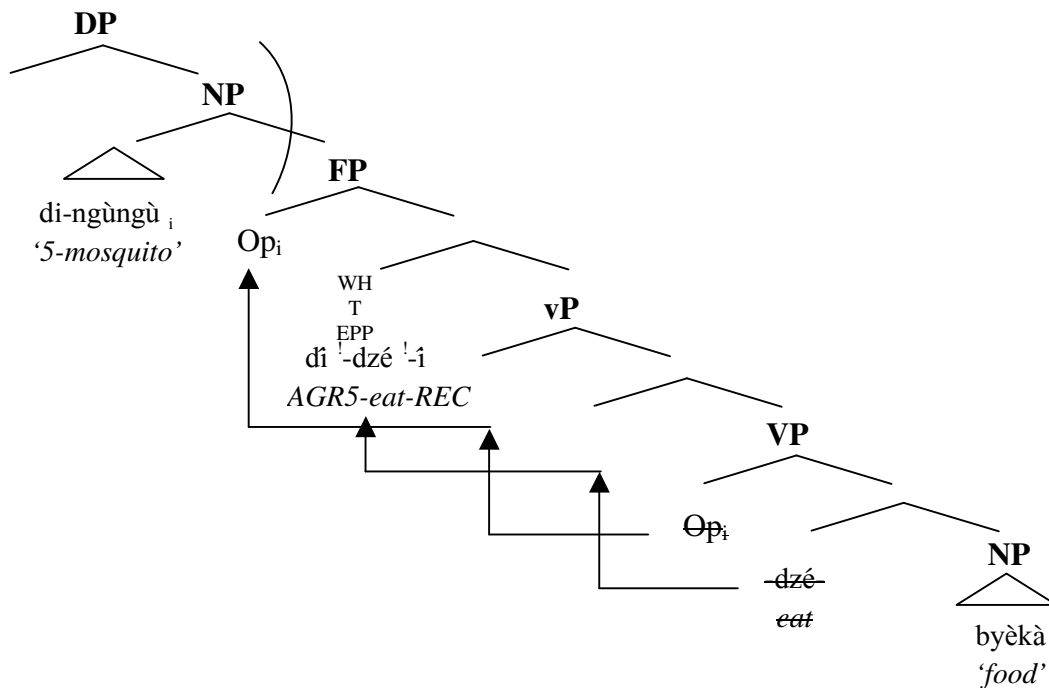 DP
NP
FP
di-ngùngù i
‘5-mosquito’
Opi
WH
T
EPP
vP
dî ꜝ-dzé ꜝ-î
AGR5-eat-REC
VP
Opi
NP
-dzé-
eat
byèkà
‘food’